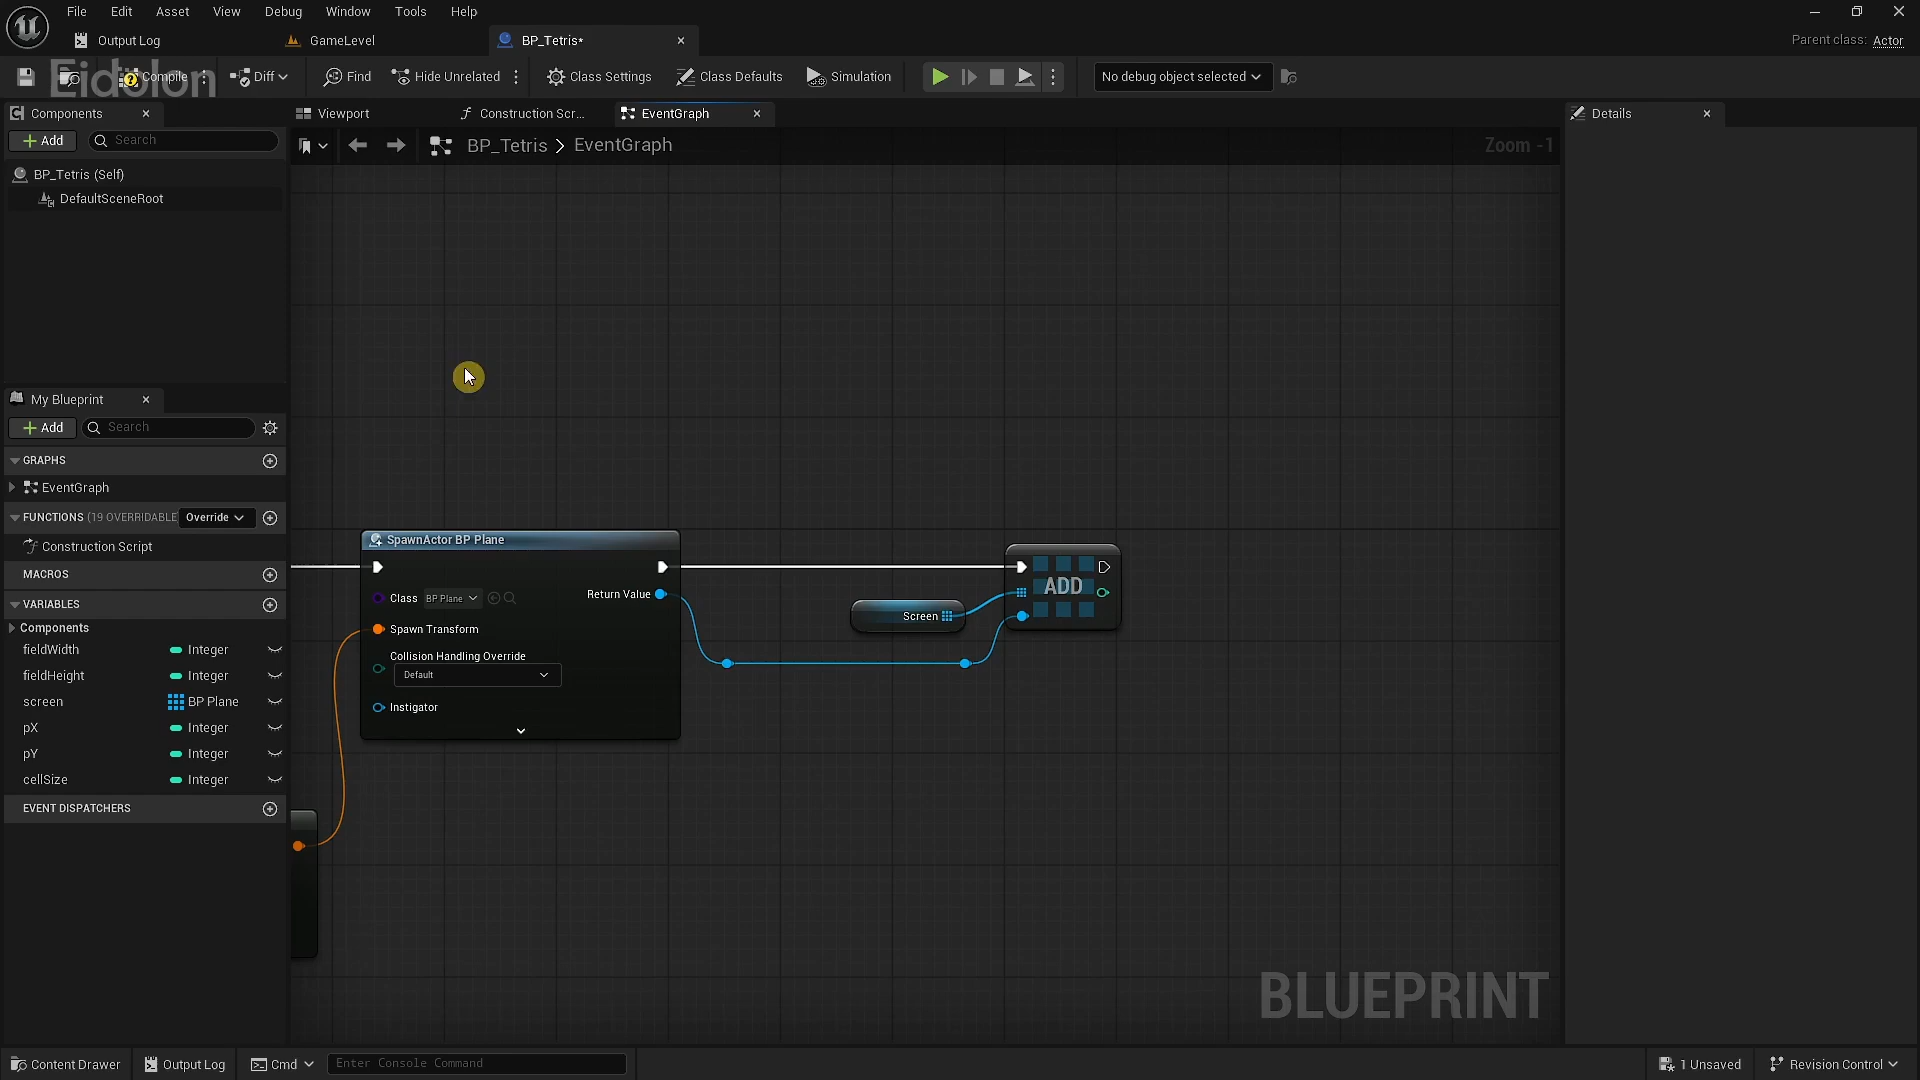 File Edit Asset View Debug Window Tools Help
Output Log GameLevel BP_Tetris* Parent class: Actor
Eidolon
Compile Diff Find Hide Unrelated Class Settings Class Defaults Simulation No debug object selected
Components Viewport Construction Scr... EventGraph Details
Add Search BP_Tetris > EventGraph Zoom -1
BP_Tetris (Self)
DefaultSceneRoot
My Blueprint
Add Search
GRAPHS
EventGraph
FUNCTIONS (19 OVERRIDABLE Override
Construction Script
MACROS
VARIABLES
Components
fieldWidth Integer
fieldHeight Integer
screen BP Plane
pX Integer
pY Integer
cellSize Integer
EVENT DISPATCHERS
SpawnActor BP Plane
Class BP Plane
Return Value
Spawn Transform
Collision Handling Override
Default
Instigator
Screen
ADD
BLUEPRINT
Content Drawer Output Log Cmd Enter Console Command 1 Unsaved Revision Control